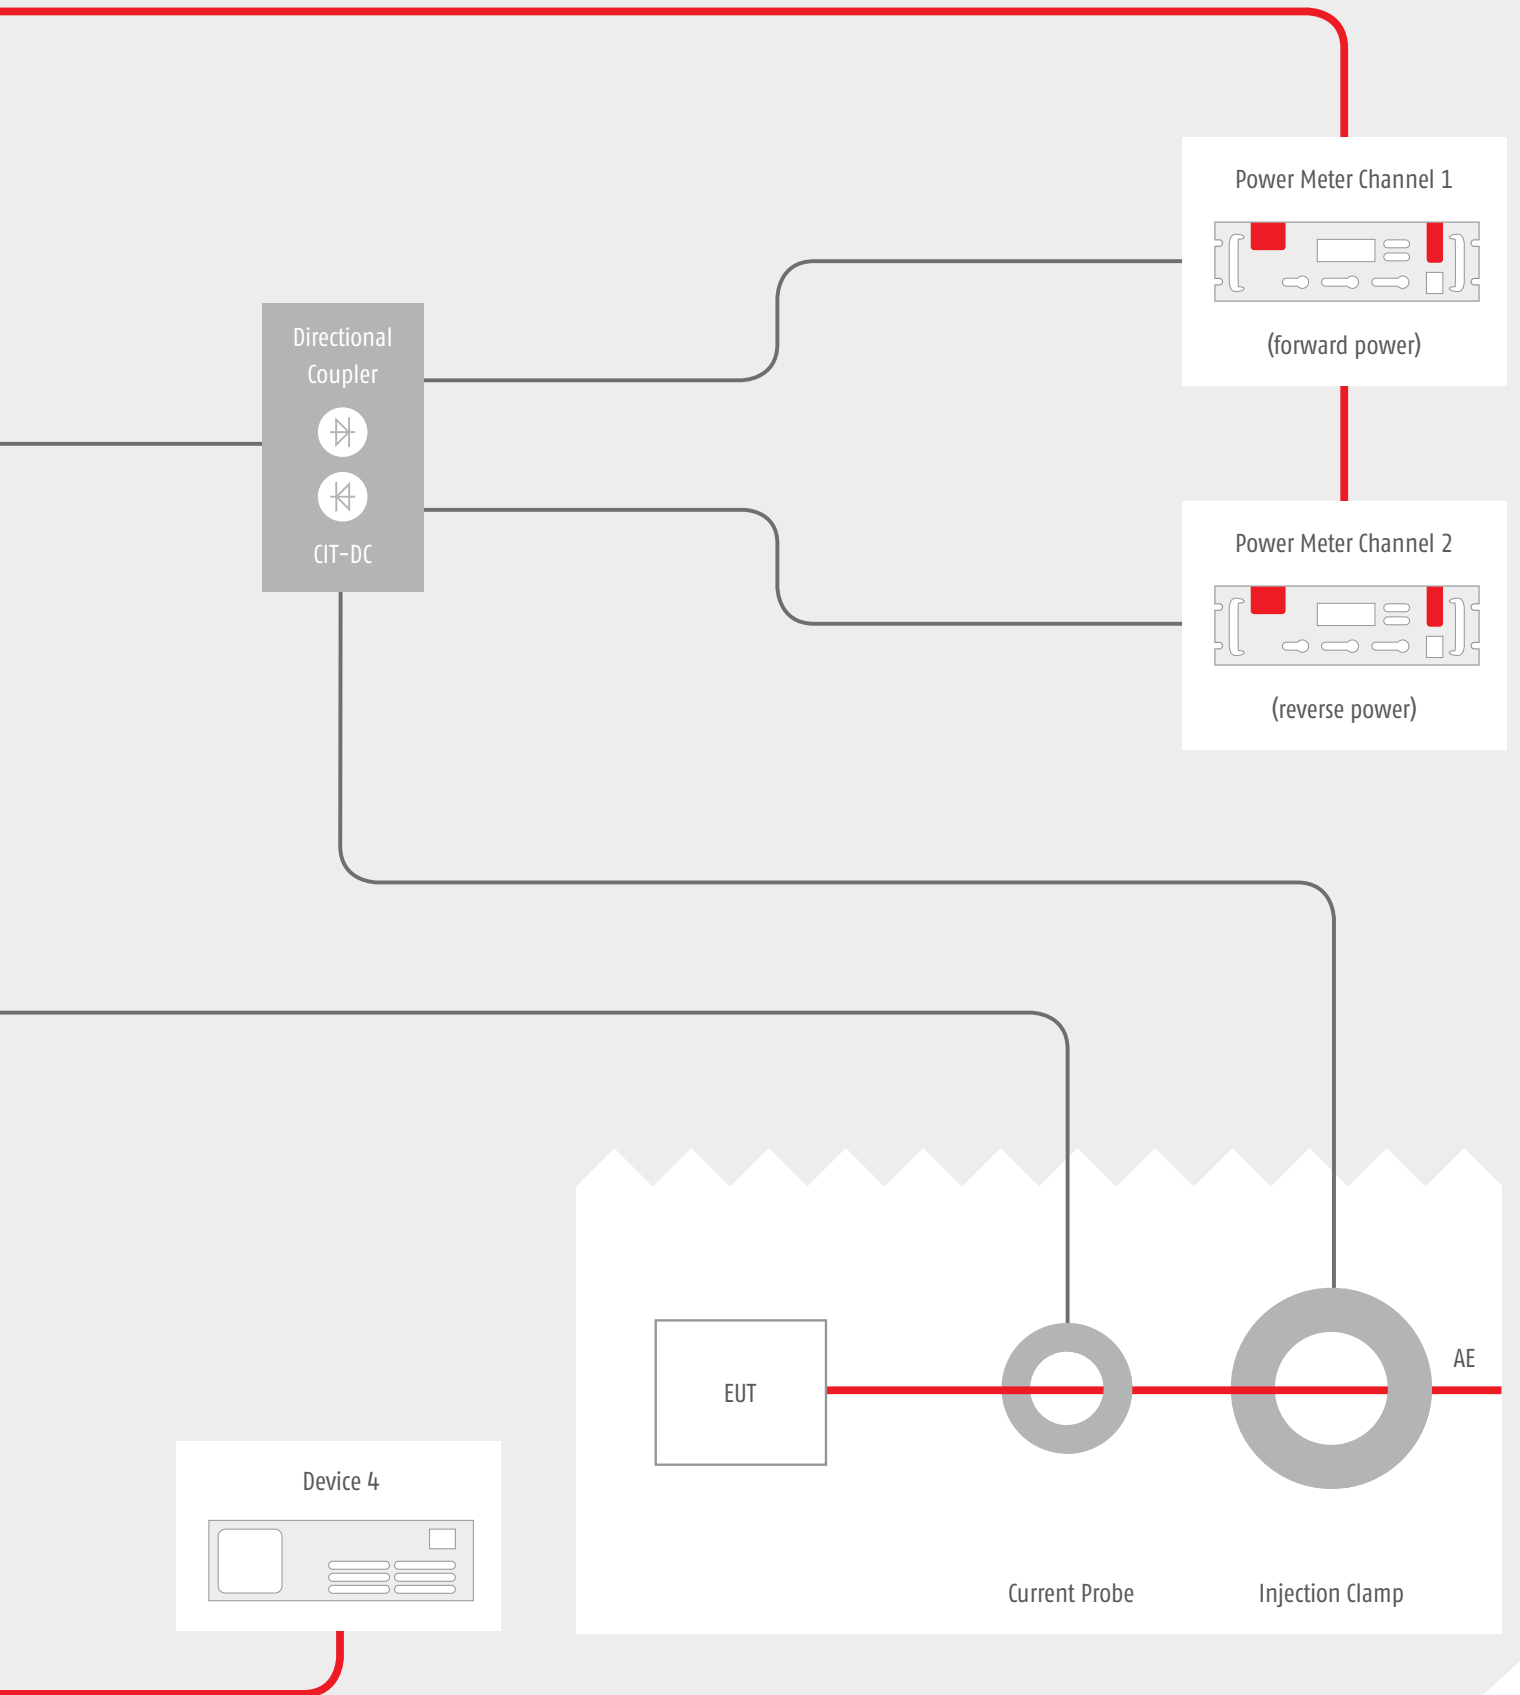 Power Meter Channel 1
(forward power)
Directional
Coupler
CIT-DC
Power Meter Channel 2
(reverse power)
AE
EUT
Device 4
Current Probe
Injection Clamp